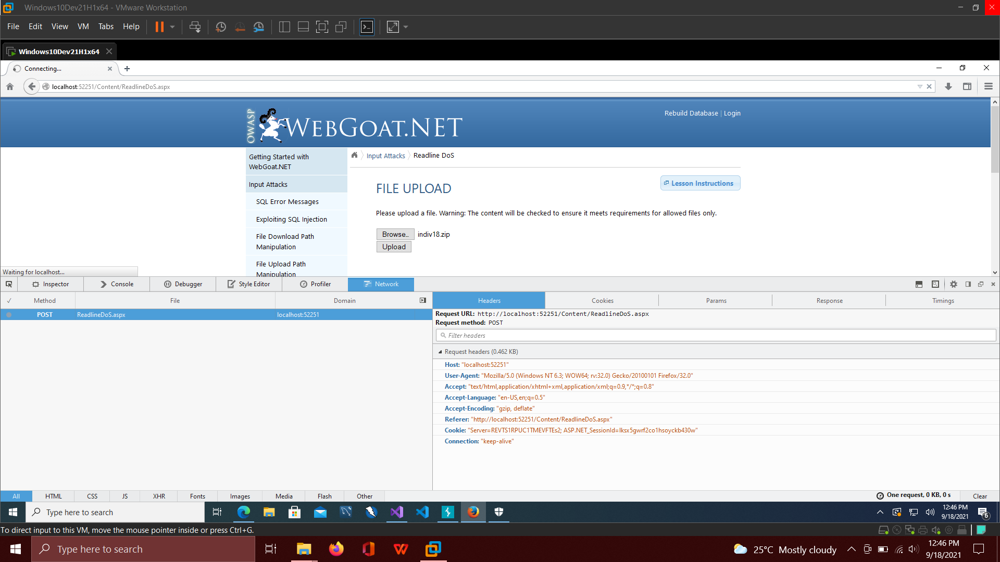 Windows10Dev21H1x64 - VMware Workstation
File Edit View VM Tabs Help
Windows10Dev21H1x64
Connecting...
localhost:52251/Content/ReadlineDoS.aspx
Rebuild Database | Login
OWASP WEBGOAT.NET
Getting Started with
WebGoat.NET
Input Attacks
SQL Error Messages
Exploiting SQL Injection
File Download Path
Manipulation
File Upload Path
Manipulation
Input Attacks Readline DoS
Lesson Instructions
FILE UPLOAD
Please upload a file. Warning: The content will be checked to ensure it meets requirements for allowed files only.
Browse... indiv18.zip
Upload
Waiting for localhost...
Inspector Console Debugger Style Editor Profiler Network
✓ Method File Domain
POST ReadlineDoS.aspx localhost:52251
Headers Cookies Params Response Timings
Request URL: http://localhost:52251/Content/ReadlineDoS.aspx
Request method: POST
Filter headers
Request headers (0.462 KB)
Host: "localhost:52251"
User-Agent: "Mozilla/5.0 (Windows NT 6.3; WOW64; rv:32.0) Gecko/20100101 Firefox/32.0"
Accept: "text/html,application/xhtml+xml,application/xml;q=0.9,*/*;q=0.8"
Accept-Language: "en-US,en;q=0.5"
Accept-Encoding: "gzip, deflate"
Referer: "http://localhost:52251/Content/ReadlineDoS.aspx"
Cookie: "Server=REVTS1RPUC1TMEVFTEs2; ASP.NET_SessionId=lksx5gwrf2co1hsoyckb430w"
Connection: "keep-alive"
All HTML CSS JS XHR Fonts Images Media Flash Other
One request, 0 KB, 0 s Clear
Type here to search
12:46 PM
9/18/2021
6
To direct input to this VM, move the mouse pointer inside or press Ctrl+G.
Type here to search
25°C Mostly cloudy
12:46 PM
9/18/2021